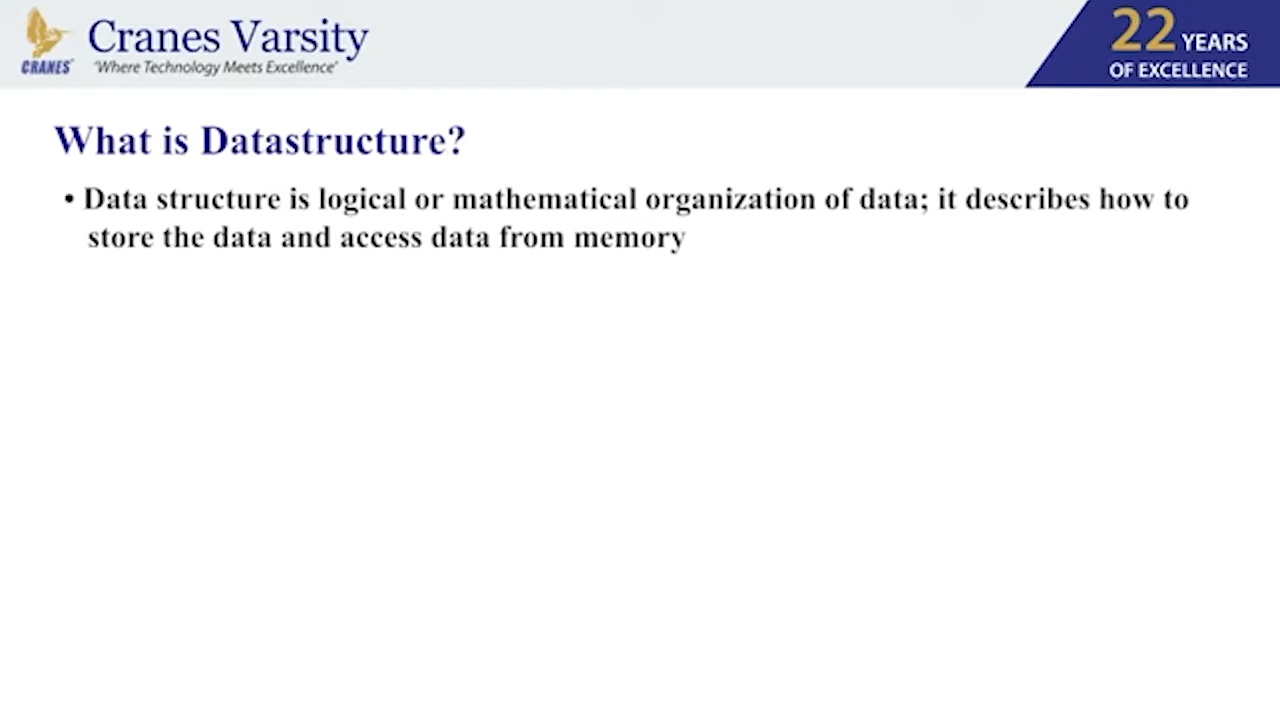 CRANES
Cranes Varsity
"Where Technology Meets Excellence"
22 YEARS
OF EXCELLENCE
What is Datastructure?
• Data structure is logical or mathematical organization of data; it describes how to
store the data and access data from memory